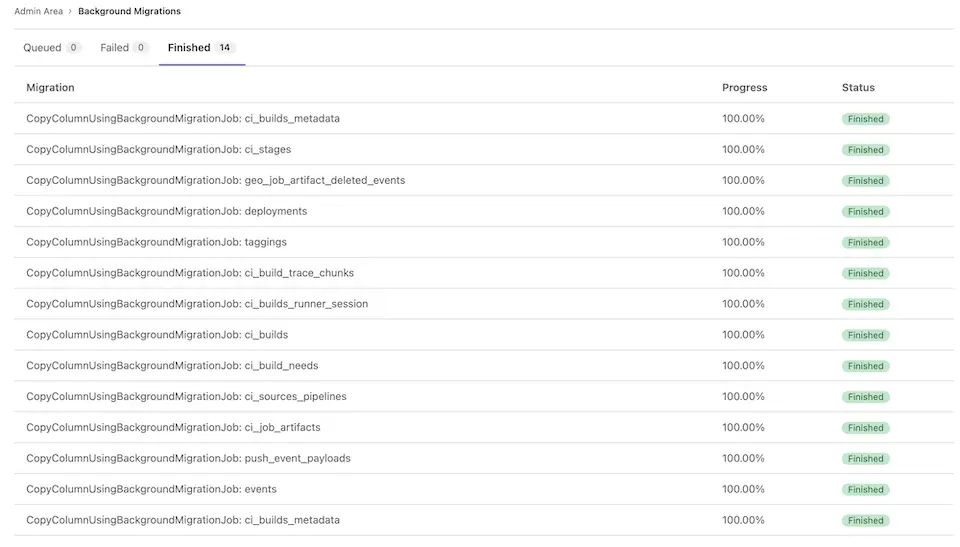 Admin Area > Background Migrations
Queued 0 Failed 0 Finished 14
Migration Progress Status
CopyColumnUsingBackgroundMigrationJob: ci_builds_metadata 100.00% Finished
CopyColumnUsingBackgroundMigrationJob: ci_stages 100.00% Finished
CopyColumnUsingBackgroundMigrationJob: geo_job_artifact_deleted_events 100.00% Finished
CopyColumnUsingBackgroundMigrationJob: deployments 100.00% Finished
CopyColumnUsingBackgroundMigrationJob: taggings 100.00% Finished
CopyColumnUsingBackgroundMigrationJob: ci_build_trace_chunks 100.00% Finished
CopyColumnUsingBackgroundMigrationJob: ci_builds_runner_session 100.00% Finished
CopyColumnUsingBackgroundMigrationJob: ci_builds 100.00% Finished
CopyColumnUsingBackgroundMigrationJob: ci_build_needs 100.00% Finished
CopyColumnUsingBackgroundMigrationJob: ci_sources_pipelines 100.00% Finished
CopyColumnUsingBackgroundMigrationJob: ci_job_artifacts 100.00% Finished
CopyColumnUsingBackgroundMigrationJob: push_event_payloads 100.00% Finished
CopyColumnUsingBackgroundMigrationJob: events 100.00% Finished
CopyColumnUsingBackgroundMigrationJob: ci_builds_metadata 100.00% Finished